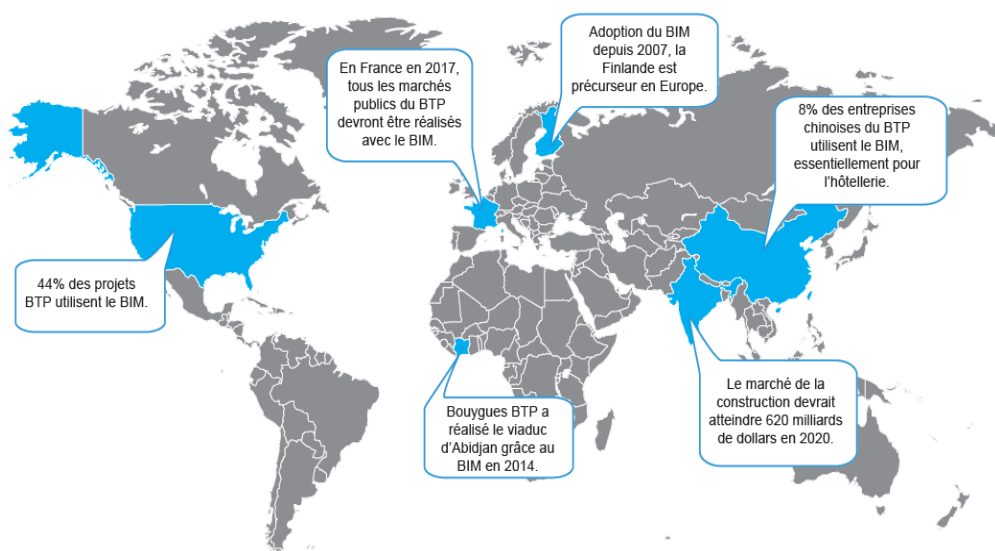 Adoption du BIM
depuis 2007, la
Finlande est
précurseur en Europe.
En France en 2017,
tous les marchés
publics du BTP
devront être réalisés
avec le BIM.
8% des entreprises
chinoises du BTP
utilisent le BIM,
essentiellement pour
l’hôtellerie.
44% des projets
BTP utilisent le BIM.
Bouygues BTP a
réalisé le viaduc
d’Abidjan grâce au
BIM en 2014.
Le marché de la
construction devrait
atteindre 620 milliards
de dollars en 2020.